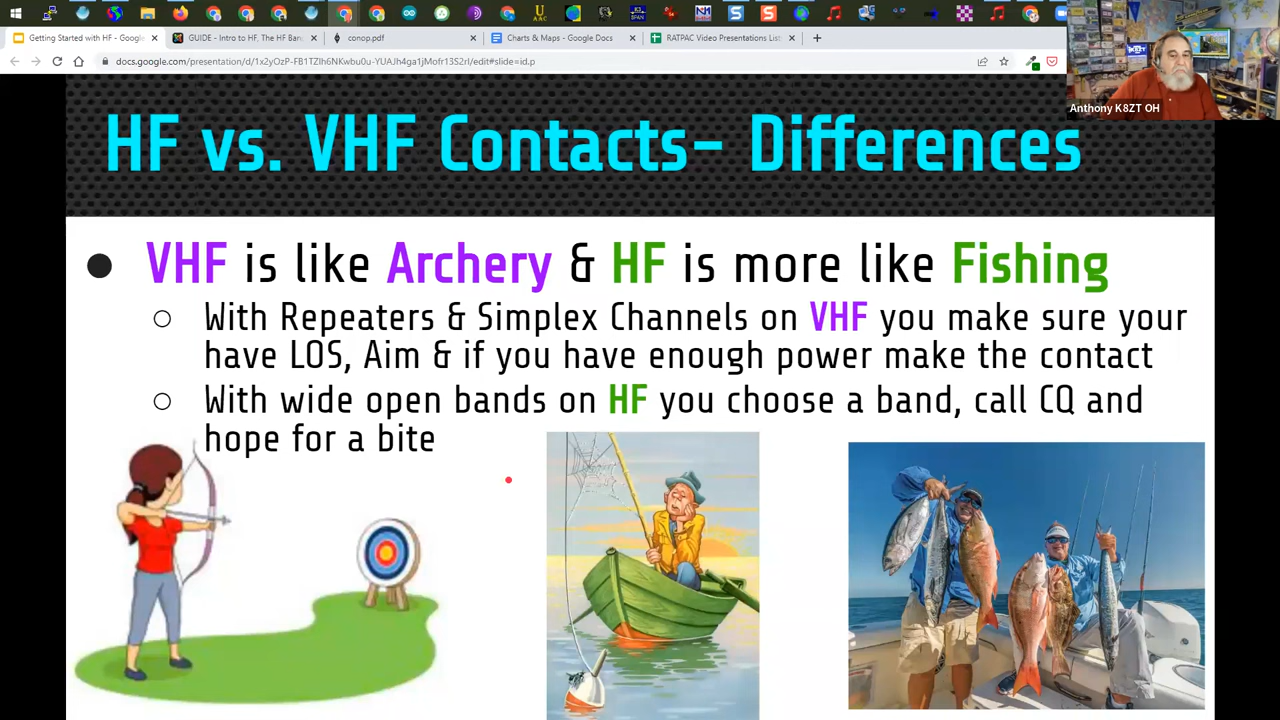 Getting Started with HF - Google
GUIDE - Intro to HF, The HF Ban
conop.pdf
Charts & Maps - Google Docs
RATPAC Video Presentations List
docs.google.com/presentation/d/1x2yOzP-FB1TZlh6NKwbu0u-YUAJh4ga1jMoft13S2rI/edit#slide=id.p
Anthony K8ZT OH
HF vs. VHF Contacts- Differences
● VHF is like Archery & HF is more like Fishing
○ With Repeaters & Simplex Channels on VHF you make sure your
have LOS, Aim & if you have enough power make the contact
○ With wide open bands on HF you choose a band, call CQ and
hope for a bite